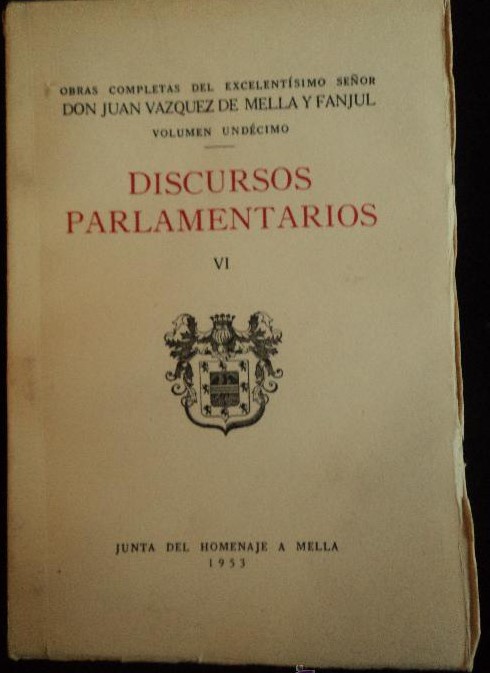 OBRAS COMPLETAS DEL EXCELENTÍSIMO SEÑOR
DON JUAN VAZQUEZ DE MELLA Y FANJUL
VOLUMEN UNDÉCIMO
DISCURSOS
PARLAMENTARIOS
VI
JUNTA DEL HOMENAJE A MELLA
1953